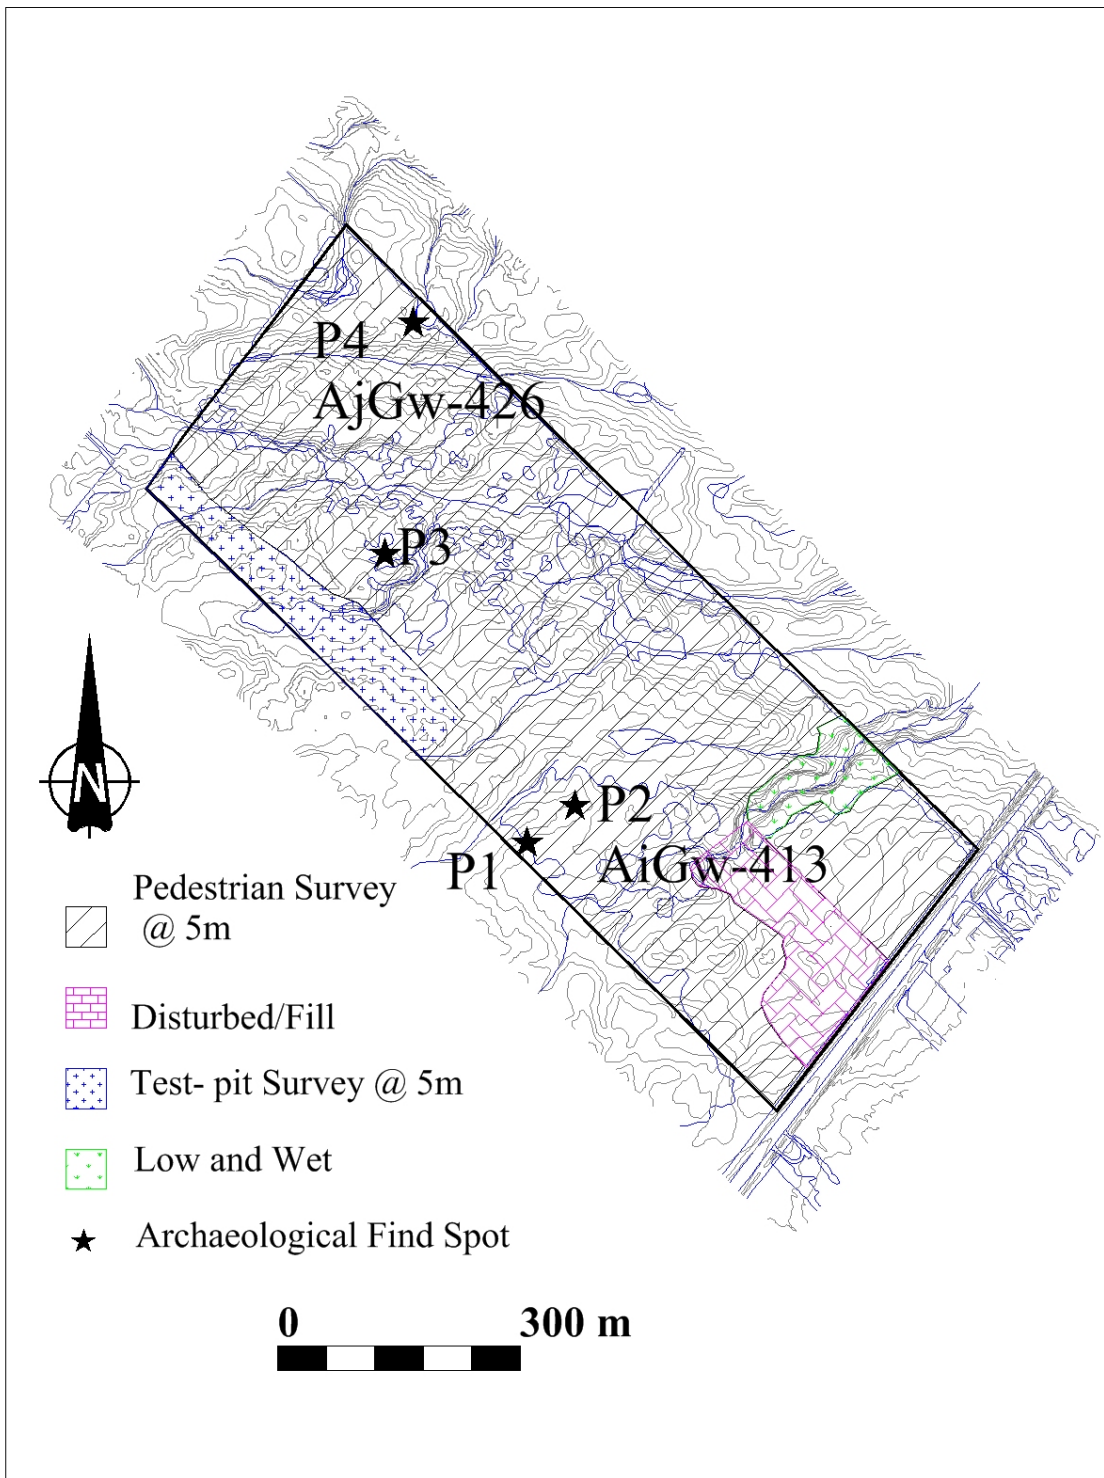 P4
AjGw-426
P3
P2
AiGw-413
P1
N
Pedestrian Survey
@ 5m
Disturbed/Fill
Test- pit Survey @ 5m
Low and Wet
Archaeological Find Spot
0 300 m